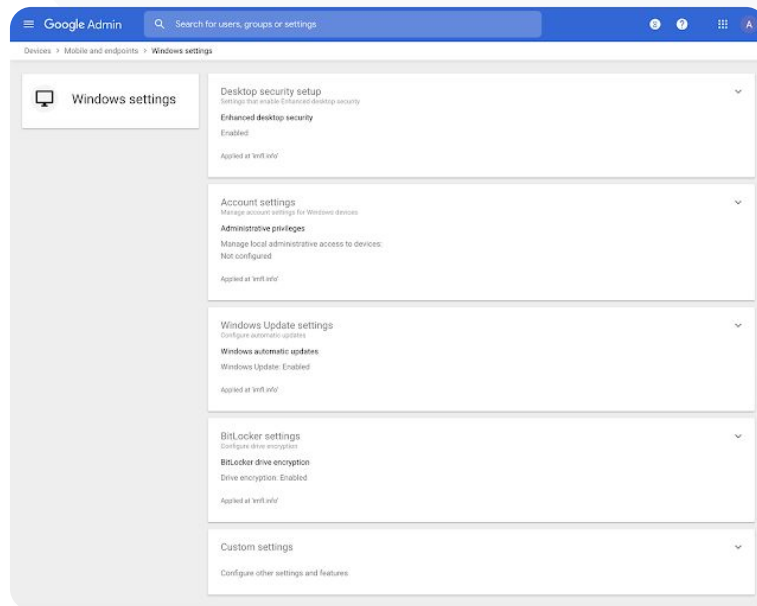 Google Admin
Search for users, groups or settings
A
Devices > Mobile and endpoints > Windows settings
Windows settings
Desktop security setup
Settings that enable Enhanced desktop security
Enhanced desktop security
Enabled
Applied at 'imfl.info'
Account settings
Manage account settings for Windows devices
Administrative privileges
Manage local administrative access to devices:
Not configured
Applied at 'imfl.info'
Windows Update settings
Configure automatic updates
Windows automatic updates
Windows Update: Enabled
Applied at 'imfl.info'
BitLocker settings
Configure drive encryption
BitLocker drive encryption
Drive encryption: Enabled
Applied at 'imfl.info'
Custom settings
Configure other settings and features